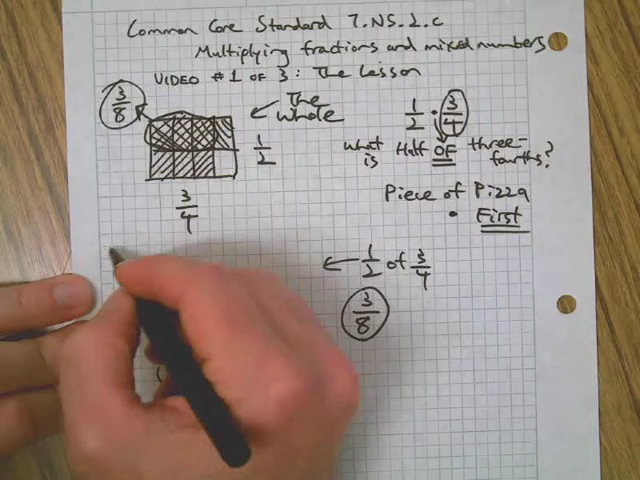 Common Core Standard 7.NS.2.c
Multiplying fractions and mixed numbers
VIDEO #1 OF 3: The Lesson
3/8
The Whole
1/2
3/4
1/2 · 3/4
What is Half OF three-fourths?
Piece of Pizza
• First
1/2 of 3/4
3/8